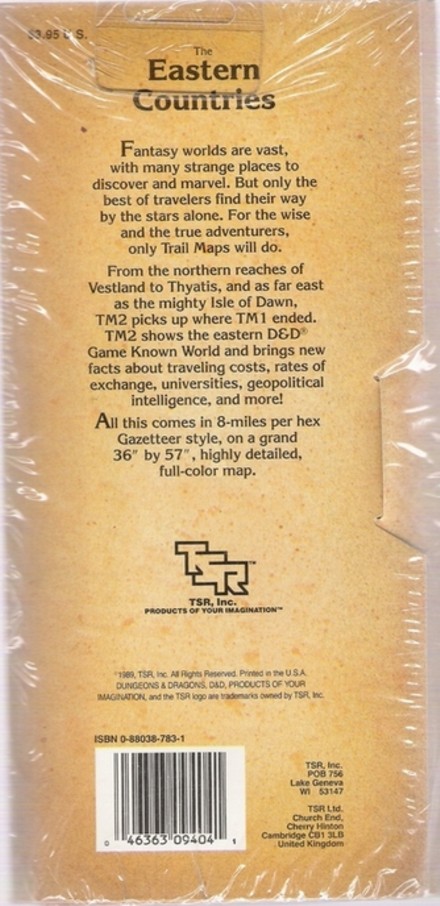 $3.95 U.S.
The
Eastern
Countries
Fantasy worlds are vast,
with many strange places to
discover and marvel. But only the
best of travelers find their way
by the stars alone. For the wise
and the true adventurers,
only Trail Maps will do.
From the northern reaches of
Vestland to Thyatis, and as far east
as the mighty Isle of Dawn,
TM2 picks up where TM1 ended.
TM2 shows the eastern D&D®
Game Known World and brings new
facts about traveling costs, rates of
exchange, universities, geopolitical
intelligence, and more!
All this comes in 8-miles per hex
Gazetteer style, on a grand
36" by 57", highly detailed,
full-color map.
TSR™
TSR, Inc.
PRODUCTS OF YOUR IMAGINATION™
©1989, TSR, Inc. All Rights Reserved. Printed in the U.S.A.
DUNGEONS & DRAGONS, D&D, PRODUCTS OF YOUR
IMAGINATION, and the TSR logo are trademarks owned by TSR, Inc.
ISBN 0-88038-783-1
0 46363 09404 1
TSR, Inc.
POB 756
Lake Geneva
WI 53147
TSR Ltd.
Church End,
Cherry Hinton
Cambridge CB1 3LB
United Kingdom